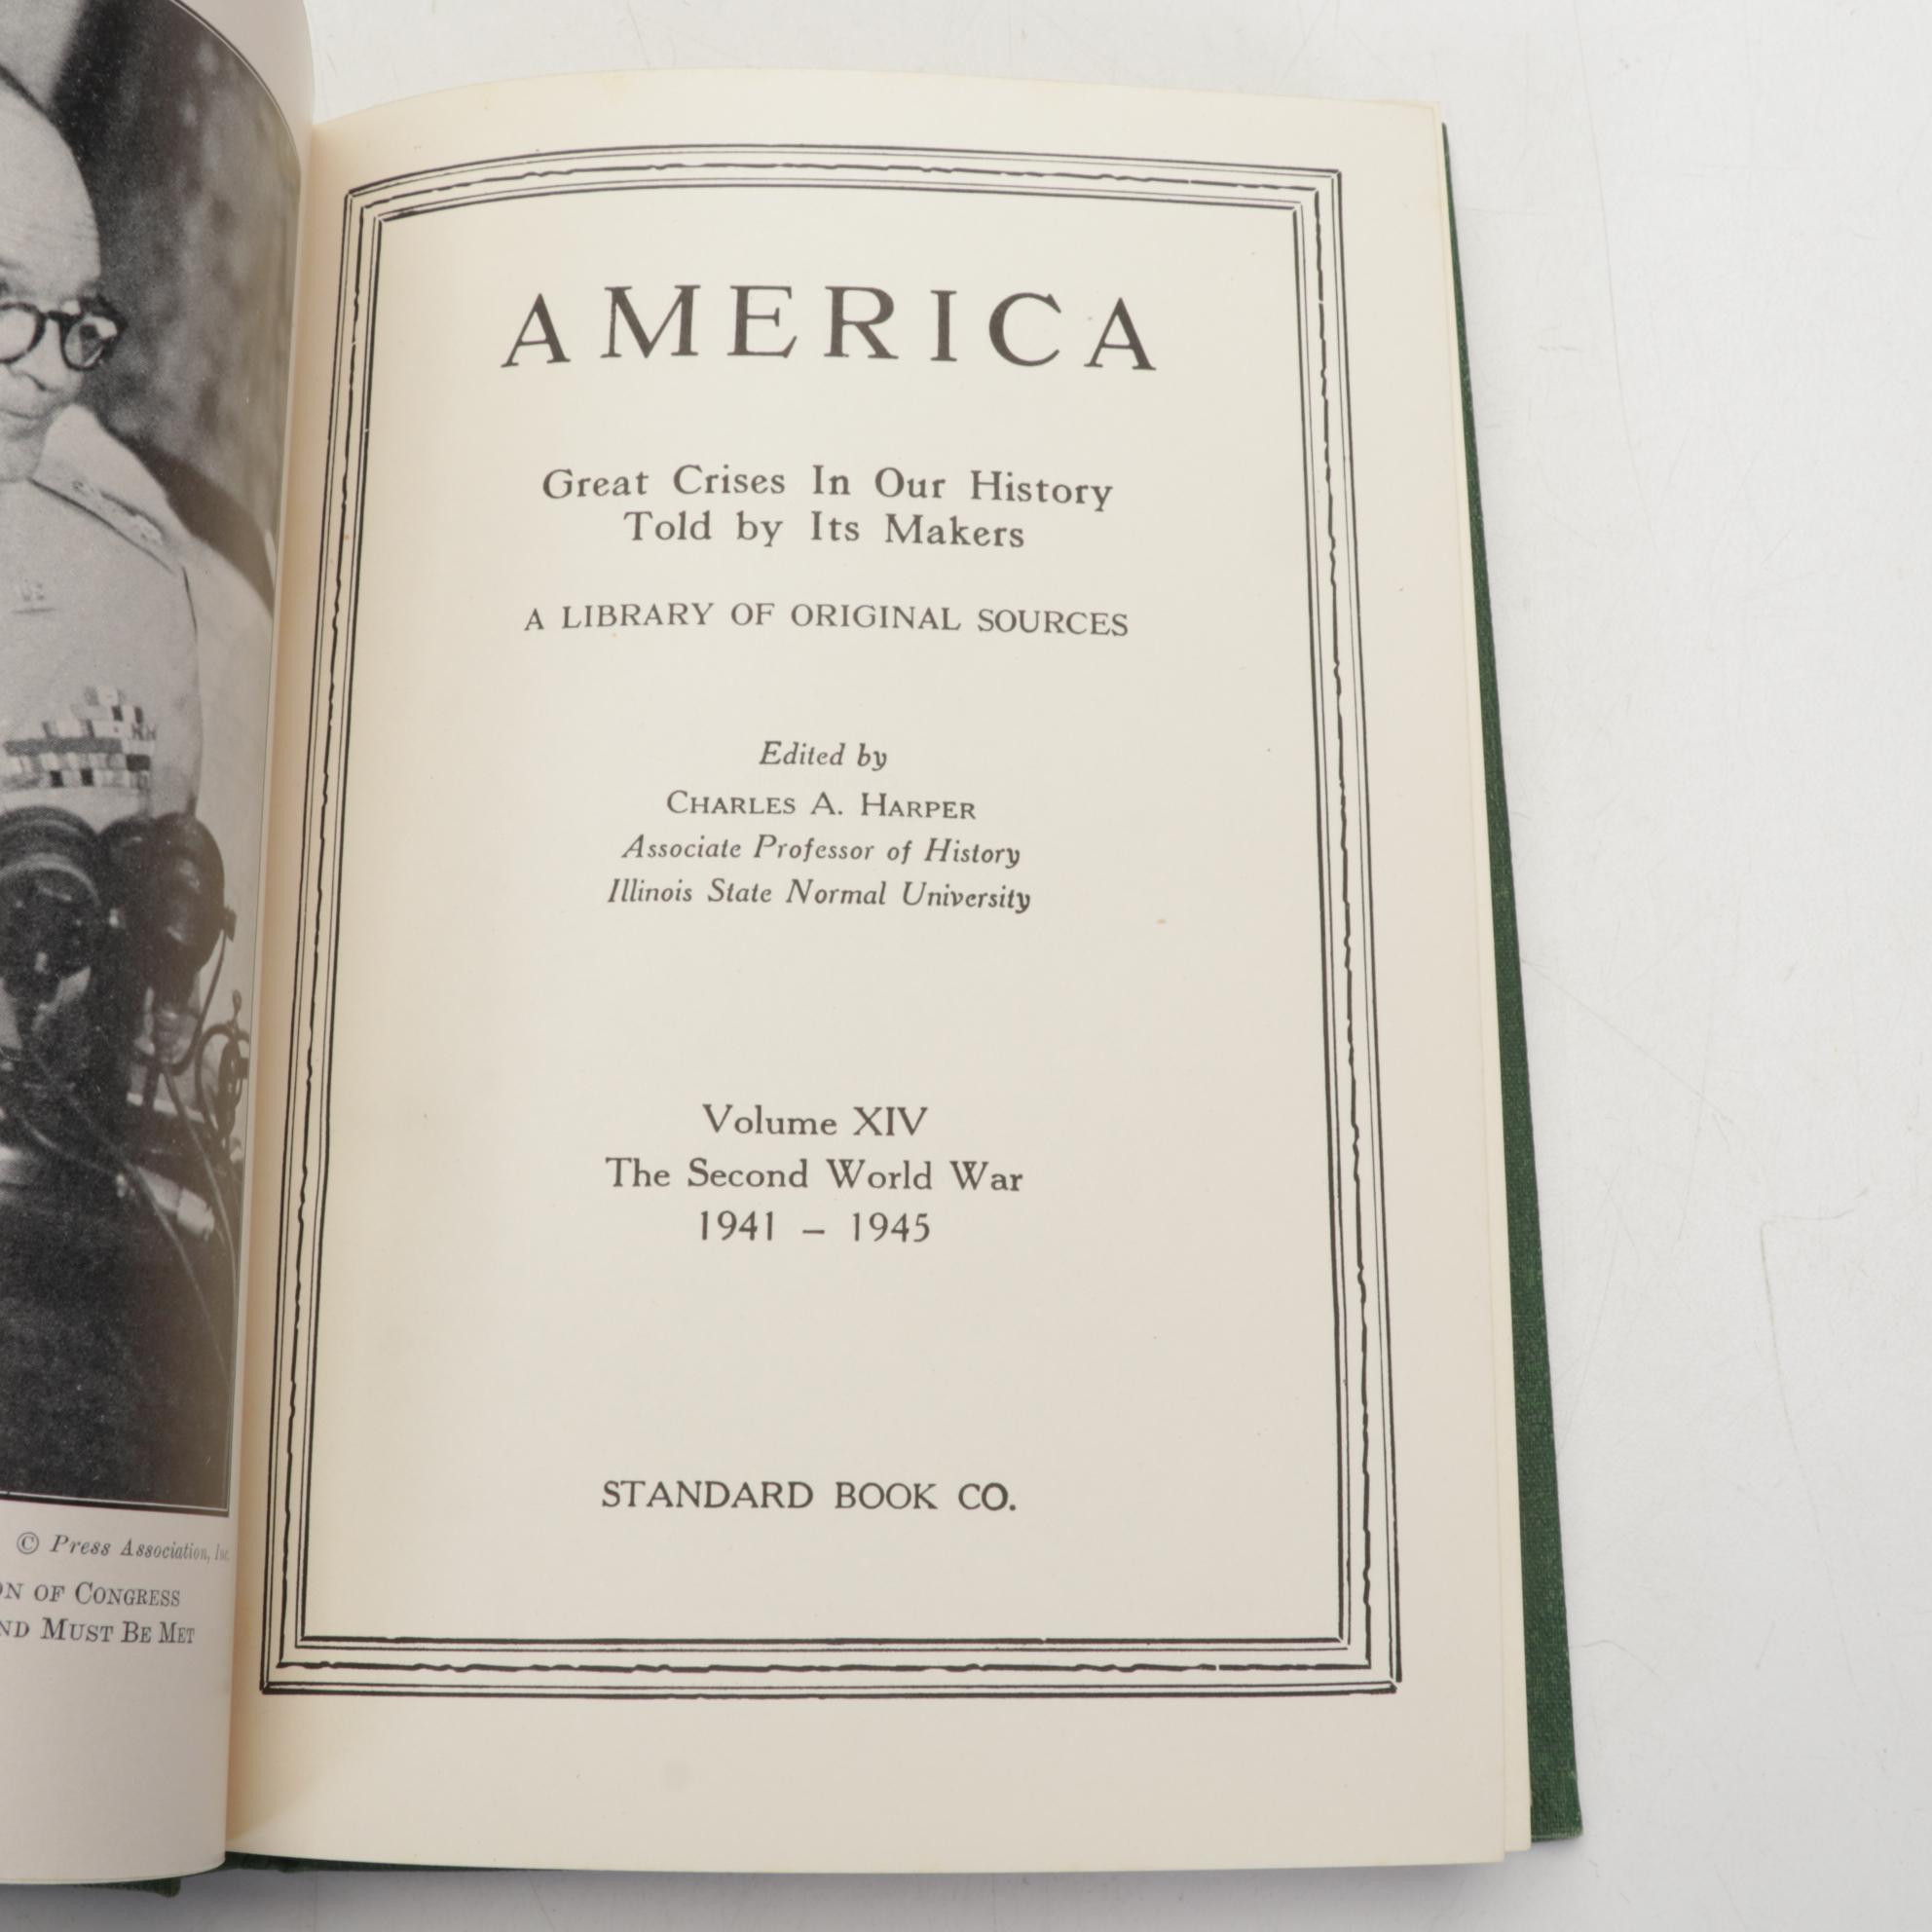 © Press Association, Inc.
OF CONGRESS
MUST BE MET
AMERICA
Great Crises In Our History
Told by Its Makers
A LIBRARY OF ORIGINAL SOURCES
Edited by
CHARLES A. HARPER
Associate Professor of History
Illinois State Normal University
Volume XIV
The Second World War
1941 – 1945
STANDARD BOOK CO.